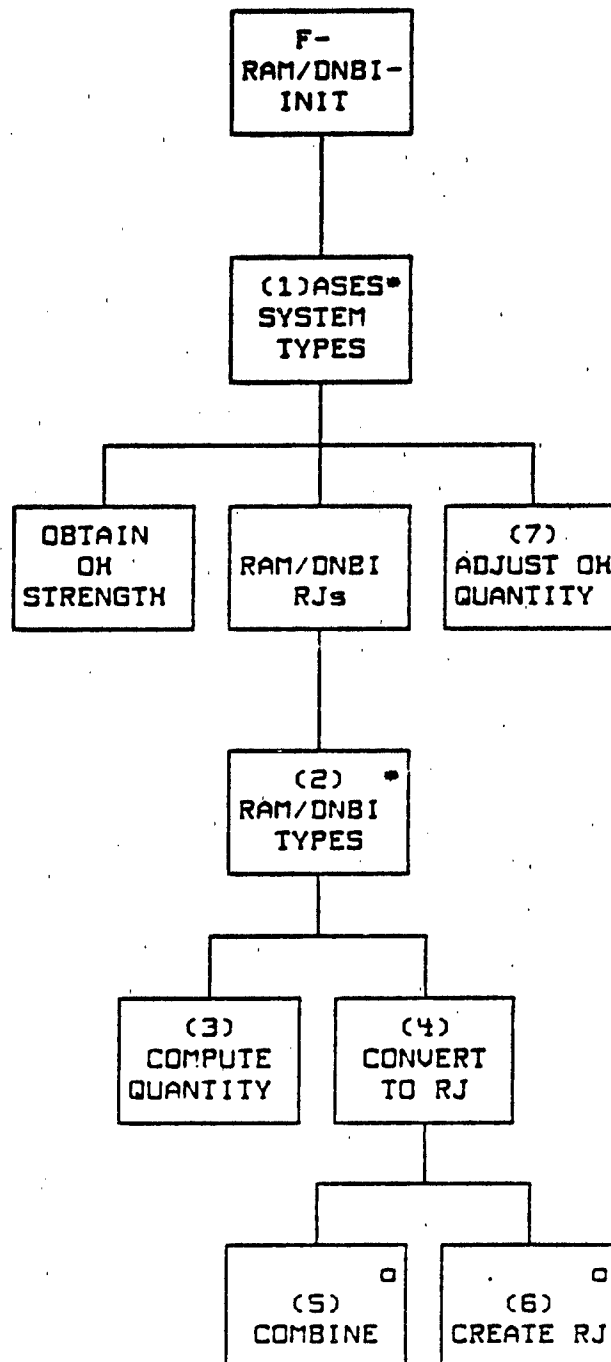 F-
RAM/DNBI-
INIT
(1)ASES*
SYSTEM
TYPES
OBTAIN
OH
STRENGTH
RAM/DNBI
RJs
(7)
ADJUST OH
QUANTITY
(2) *
RAM/DNBI
TYPES
(3)
COMPUTE
QUANTITY
(4)
CONVERT
TO RJ
o
(5)
COMBINE
o
(6)
CREATE RJ